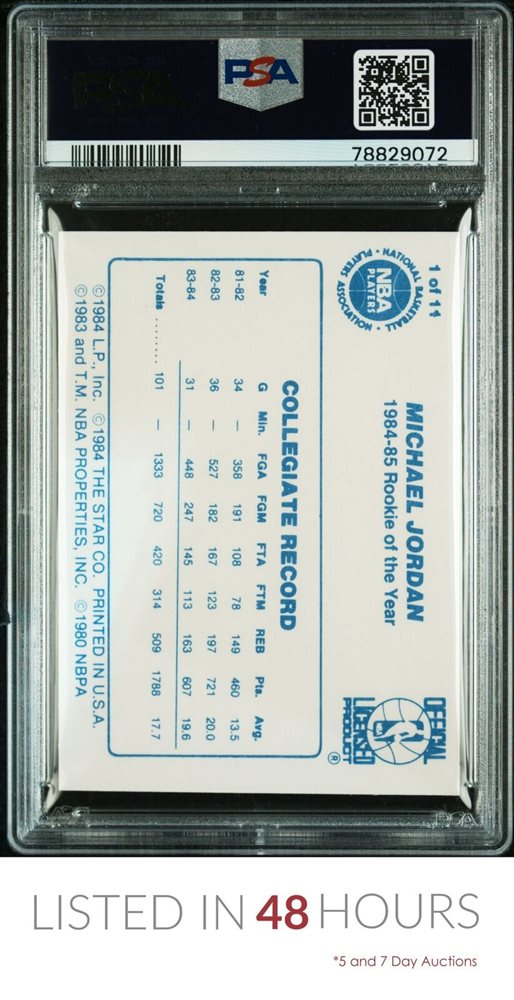 PSA
78829072
1 of 11
NATIONAL BASKETBALL
PLAYERS ASSOCIATION
NBA
PLAYERS
MICHAEL JORDAN
1984-85 Rookie of the Year
OFFICIAL
LICENSED
PRODUCT
®
COLLEGIATE RECORD
Year G Min. FGA FGM FTA FTM REB Pts. Avg.
81-82 34 — 358 191 108 78 149 460 13.5
82-83 36 — 527 182 167 123 197 721 20.0
83-84 31 — 448 247 145 113 163 607 19.6
Totals ........ 101 — 1333 720 420 314 509 1788 17.7
©1984 L.P., Inc. ©1984 THE STAR CO. PRINTED IN U.S.A.
©1983 and T.M. NBA PROPERTIES, INC. ©1980 NBPA
LISTED IN 48 HOURS
*5 and 7 Day Auctions